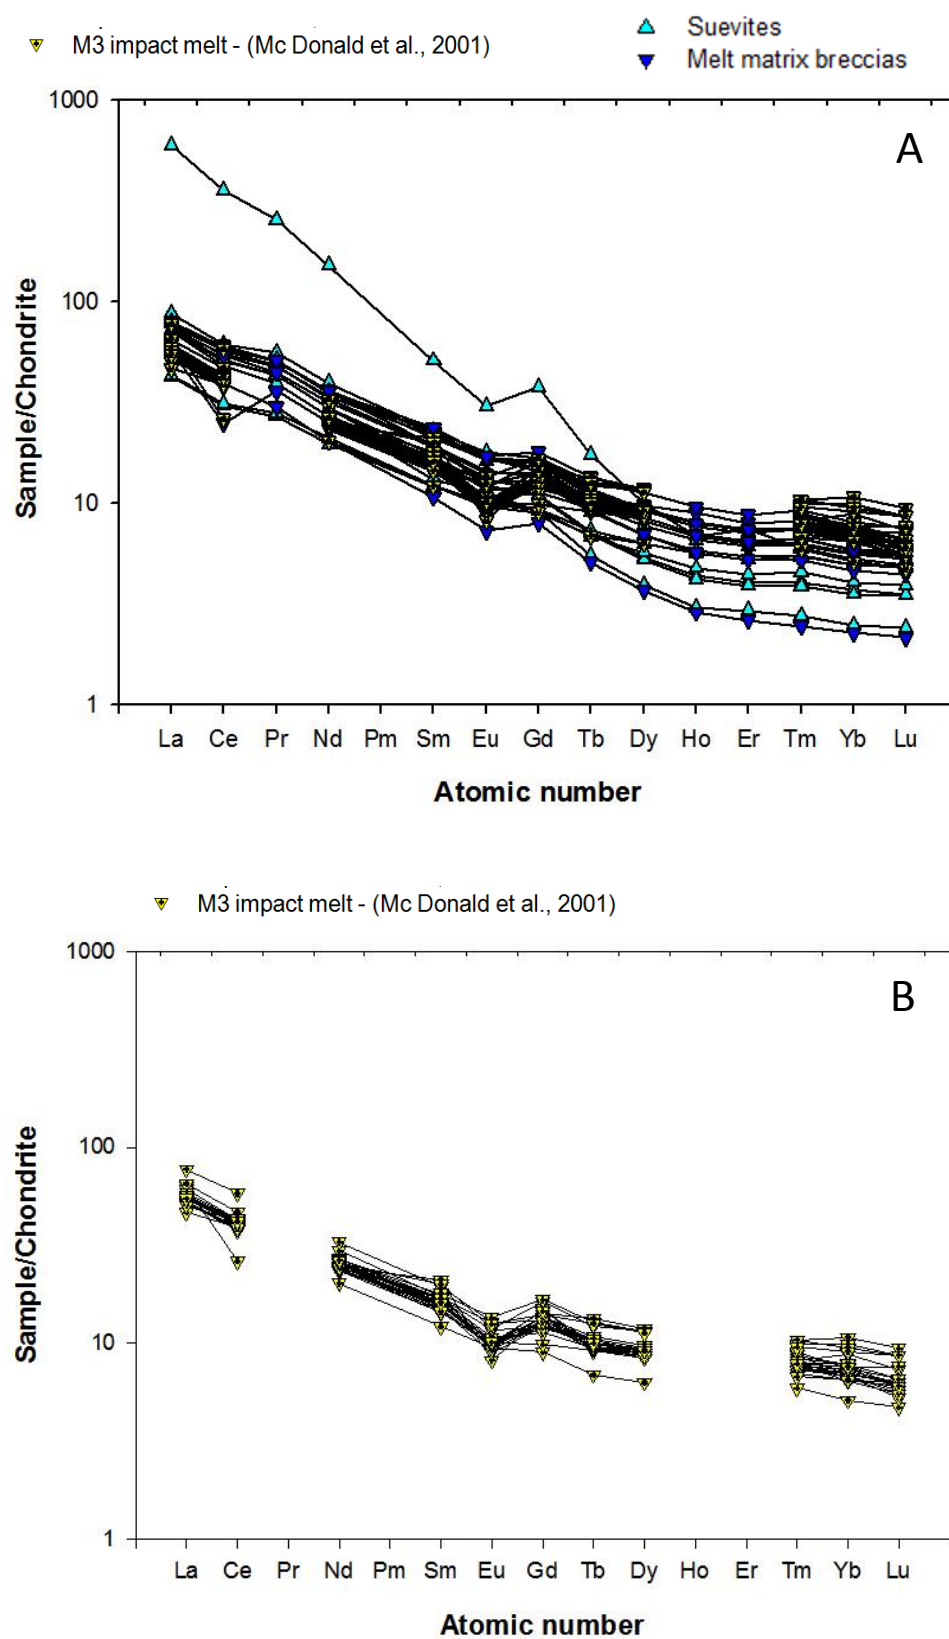 M3 impact melt - (Mc Donald et al., 2001)
Suevites
Melt matrix breccias
A
1000
100
10
1
Sample/Chondrite
La Ce Pr Nd Pm Sm Eu Gd Tb Dy Ho Er Tm Yb Lu
Atomic number
M3 impact melt - (Mc Donald et al., 2001)
B
1000
100
10
1
Sample/Chondrite
La Ce Pr Nd Pm Sm Eu Gd Tb Dy Ho Er Tm Yb Lu
Atomic number